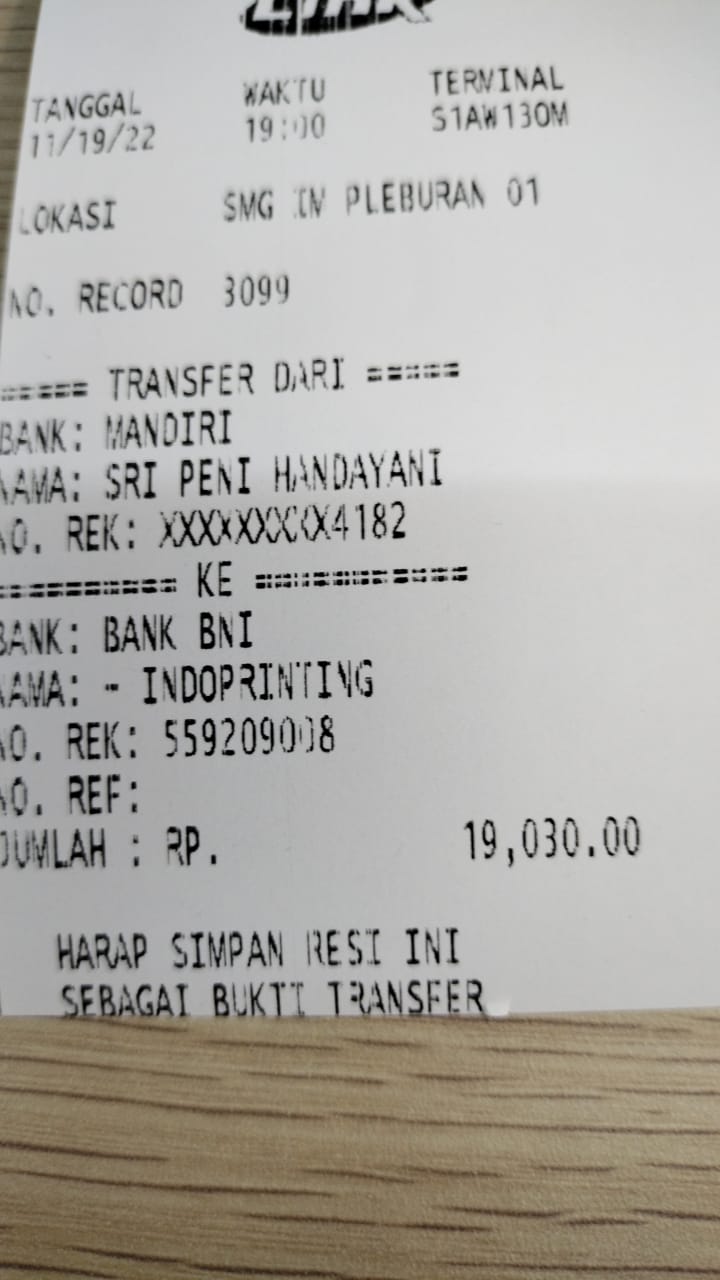 TANGGAL WAKTU TERMINAL
11/19/22 19:00 S1AW13OM
LOKASI SMG IM PLEBURAN 01
NO. RECORD 3099
===== TRANSFER DARI =====
BANK: MANDIRI
NAMA: SRI PENI HANDAYANI
NO. REK: XXXXXXXXX4182
========== KE ===========
BANK: BANK BNI
NAMA: - INDOPRINTING
NO. REK: 559209008
NO. REF:
JUMLAH : RP. 19,030.00
HARAP SIMPAN RESI INI
SEBAGAI BUKTI TRANSFER